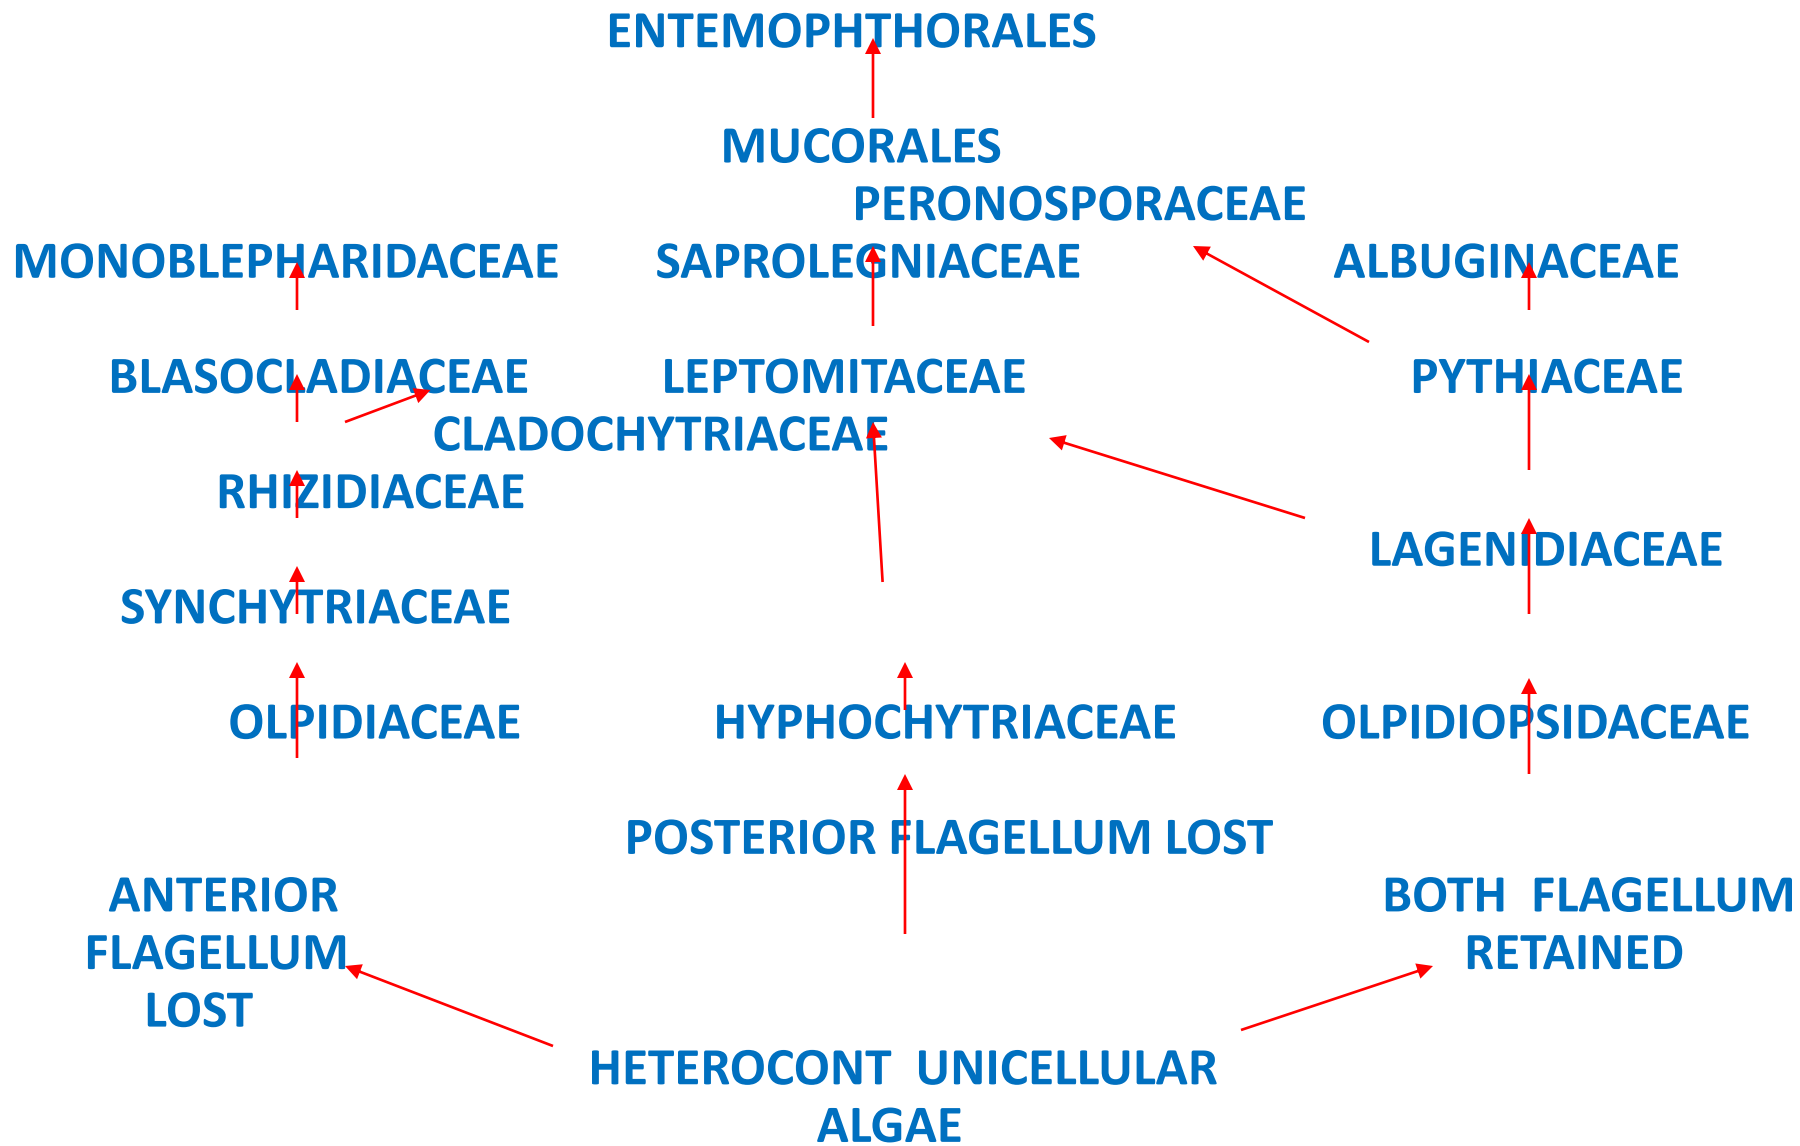 ENTEMOPHTHORALES
MUCORALES
PERONOSPORACEAE
MONOBLEPHARIDACEAE SAPROLEGNIACEAE ALBUGINACEAE
BLASOCLADIACEAE LEPTOMITACEAE PYTHIACEAE
CLADOCHYTRIACEAE
RHIZIDIACEAE
LAGENIDIACEAE
SYNCHYTRIACEAE
OLPIDIACEAE HYPHOCHYTRIACEAE OLPIDIOPSIDACEAE
POSTERIOR FLAGELLUM LOST
ANTERIOR BOTH FLAGELLUM
FLAGELLUM RETAINED
LOST
HETEROCONT UNICELLULAR
ALGAE